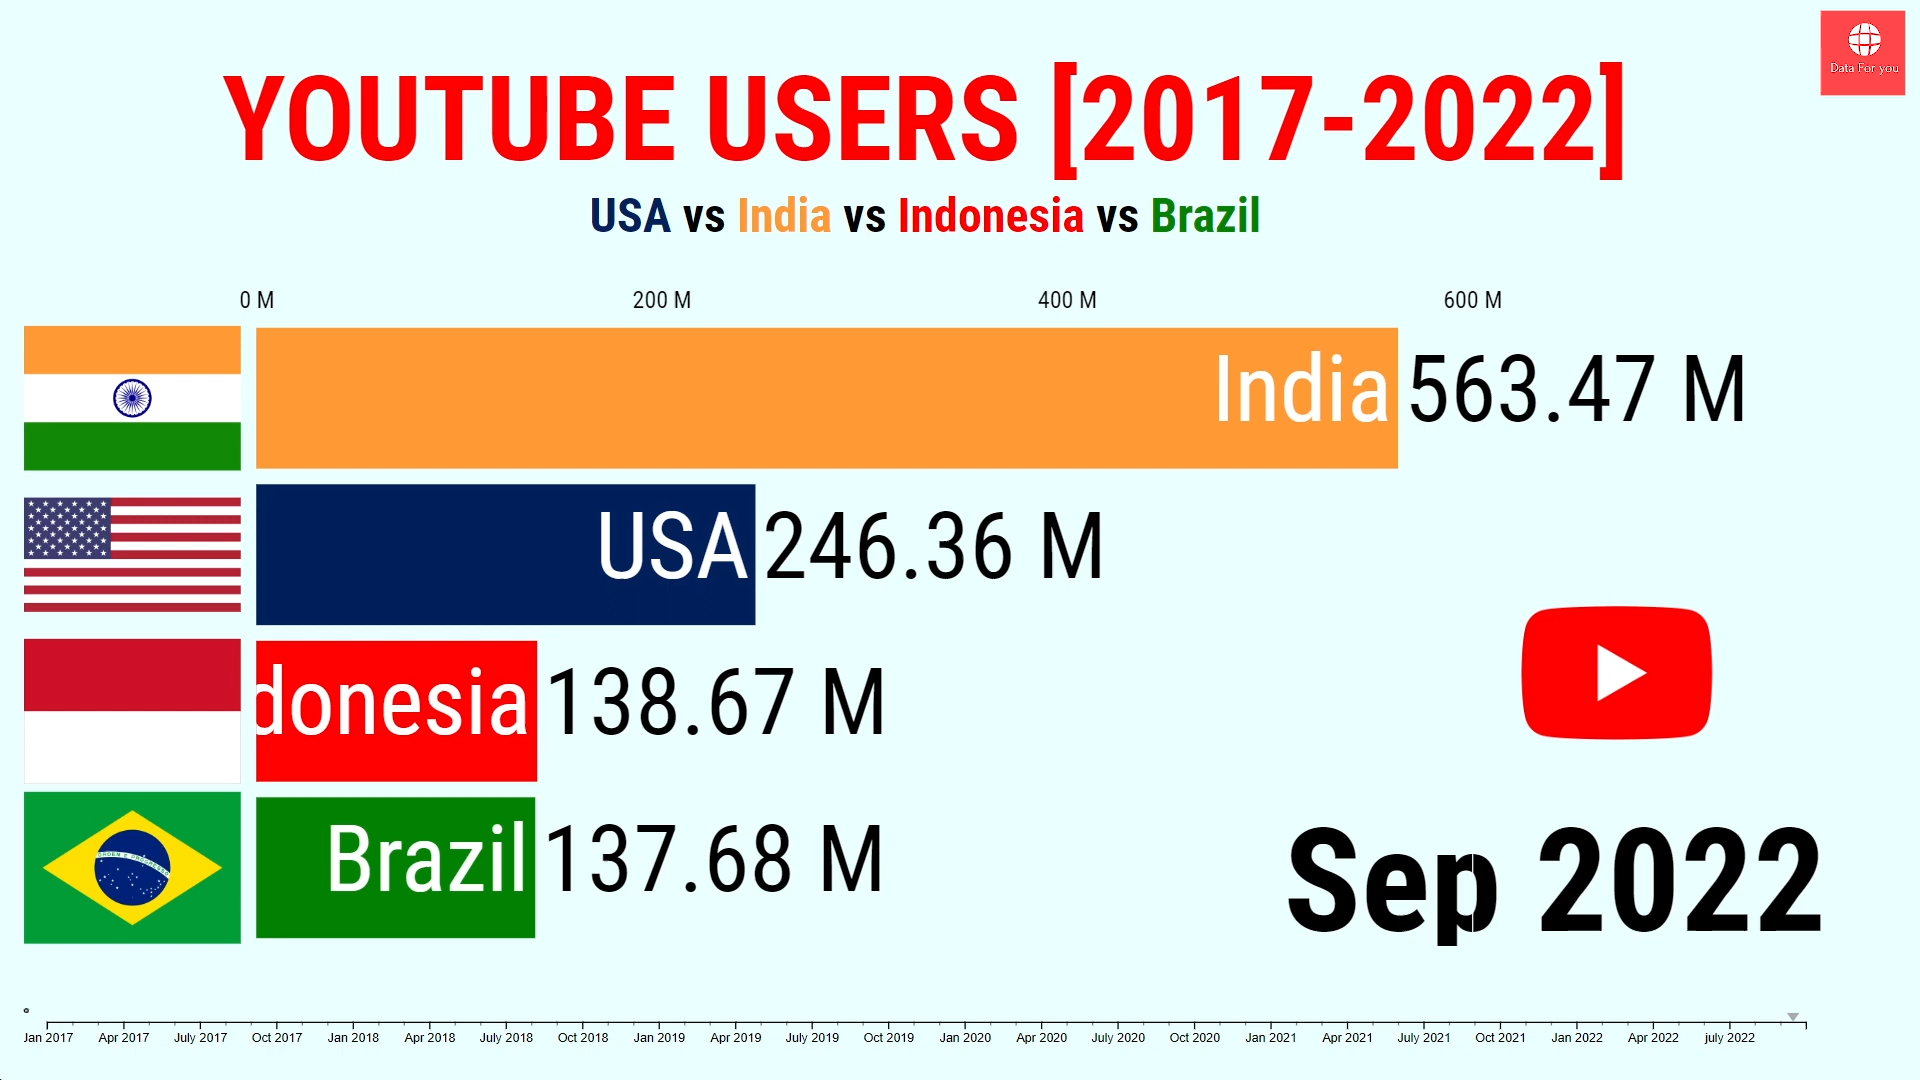 Data For you
YOUTUBE USERS [2017-2022]
USA vs India vs Indonesia vs Brazil
0 M 200 M 400 M 600 M
India 563.47 M
USA 246.36 M
donesia 138.67 M
Brazil 137.68 M
Sep 2022
Jan 2017 Apr 2017 July 2017 Oct 2017 Jan 2018 Apr 2018 July 2018 Oct 2018 Jan 2019 Apr 2019 July 2019 Oct 2019 Jan 2020 Apr 2020 July 2020 Oct 2020 Jan 2021 Apr 2021 July 2021 Oct 2021 Jan 2022 Apr 2022 july 2022